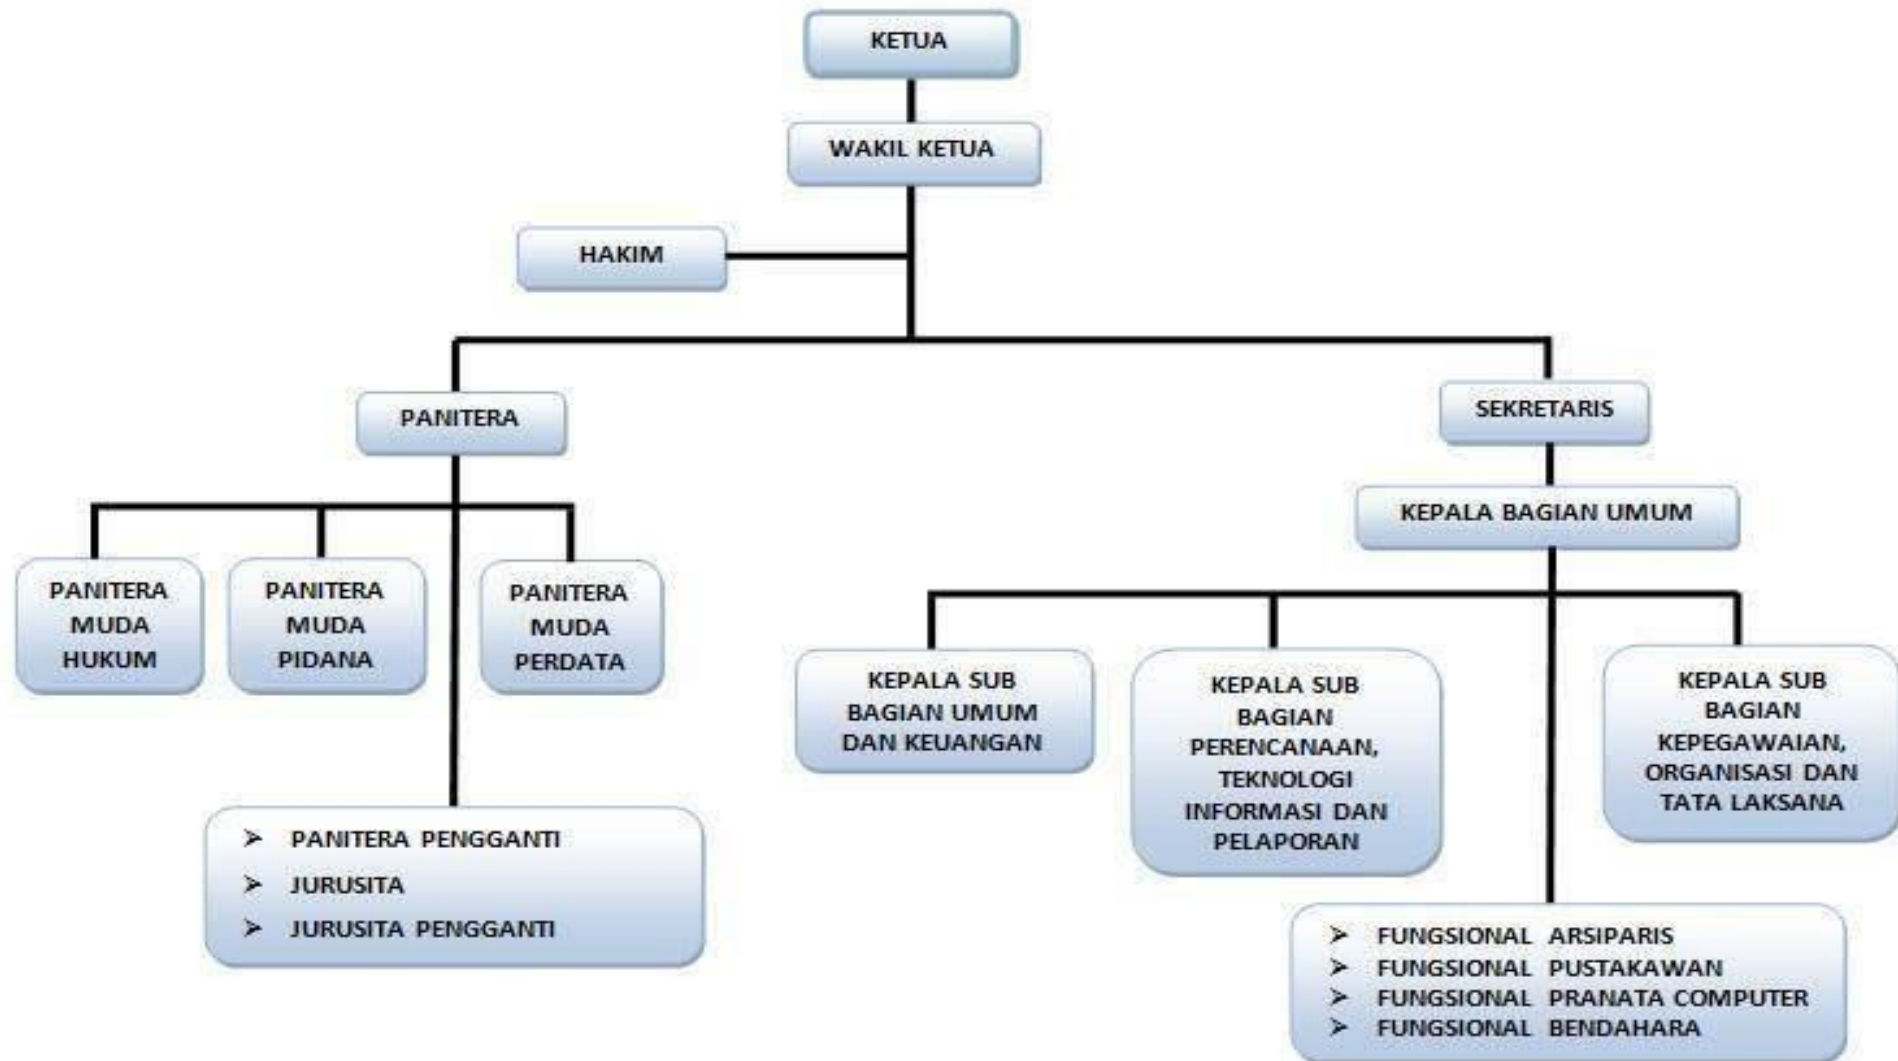 KETUA
WAKIL KETUA
HAKIM
PANITERA
SEKRETARIS
KEPALA BAGIAN UMUM
PANITERA
MUDA
HUKUM
PANITERA
MUDA
PIDANA
PANITERA
MUDA
PERDATA
KEPALA SUB
BAGIAN UMUM
DAN KEUANGAN
KEPALA SUB
BAGIAN
PERENCANAAN,
TEKNOLOGI
INFORMASI DAN
PELAPORAN
KEPALA SUB
BAGIAN
KEPEGAWAIAN,
ORGANISASI DAN
TATA LAKSANA
➢ PANITERA PENGGANTI
➢ JURUSITA
➢ JURUSITA PENGGANTI
➢ FUNGSIONAL ARSIPARIS
➢ FUNGSIONAL PUSTAKAWAN
➢ FUNGSIONAL PRANATA COMPUTER
➢ FUNGSIONAL BENDAHARA